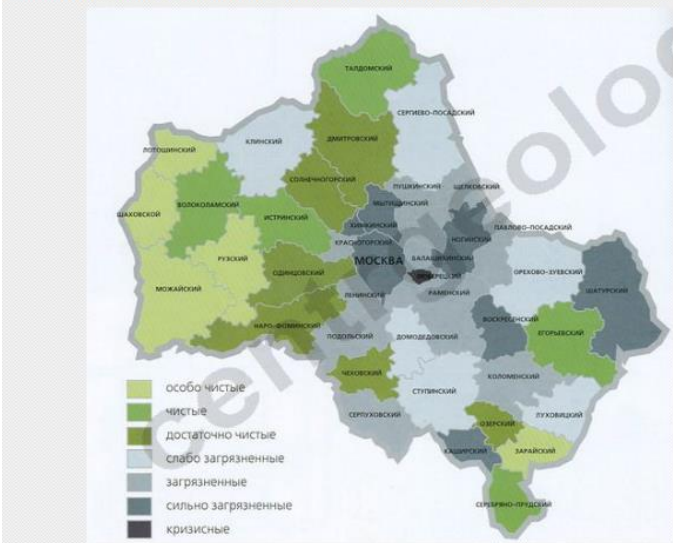 ТАЛДОМСКИЙ
СЕРГИЕВО-ПОСАДСКИЙ
ДМИТРОВСКИЙ
КЛИНСКИЙ
ЛОТОШИНСКИЙ
СОЛНЕЧНОГОРСКИЙ
ПУШКИНСКИЙ
ЩЕЛКОВСКИЙ
МЫТИЩИНСКИЙ
ВОЛОКОЛАМСКИЙ
ШАХОВСКОЙ
ИСТРИНСКИЙ
ХИМКИНСКИЙ
ПАВЛОВО-ПОСАДСКИЙ
КРАСНОГОРСКИЙ
НОГИНСКИЙ
РУЗСКИЙ
МОСКВА
БАЛАШИХИНСКИЙ
ОДИНЦОВСКИЙ
ЛЮБЕРЕЦКИЙ
ОРЕХОВО-ЗУЕВСКИЙ
МОЖАЙСКИЙ
ЛЕНИНСКИЙ
РАМЕНСКИЙ
ШАТУРСКИЙ
НАРО-ФОМИНСКИЙ
ВОСКРЕСЕНСКИЙ
ПОДОЛЬСКИЙ
ДОМОДЕДОВСКИЙ
ЕГОРЬЕВСКИЙ
ЧЕХОВСКИЙ
КОЛОМЕНСКИЙ
СТУПИНСКИЙ
СЕРПУХОВСКИЙ
ЛУХОВИЦКИЙ
ОЗЕРСКИЙ
КАШИРСКИЙ
ЗАРАЙСКИЙ
СЕРЕБРЯНО-ПРУДСКИЙ
особо чистые
чистые
достаточно чистые
слабо загрязненные
загрязненные
сильно загрязненные
кризисные